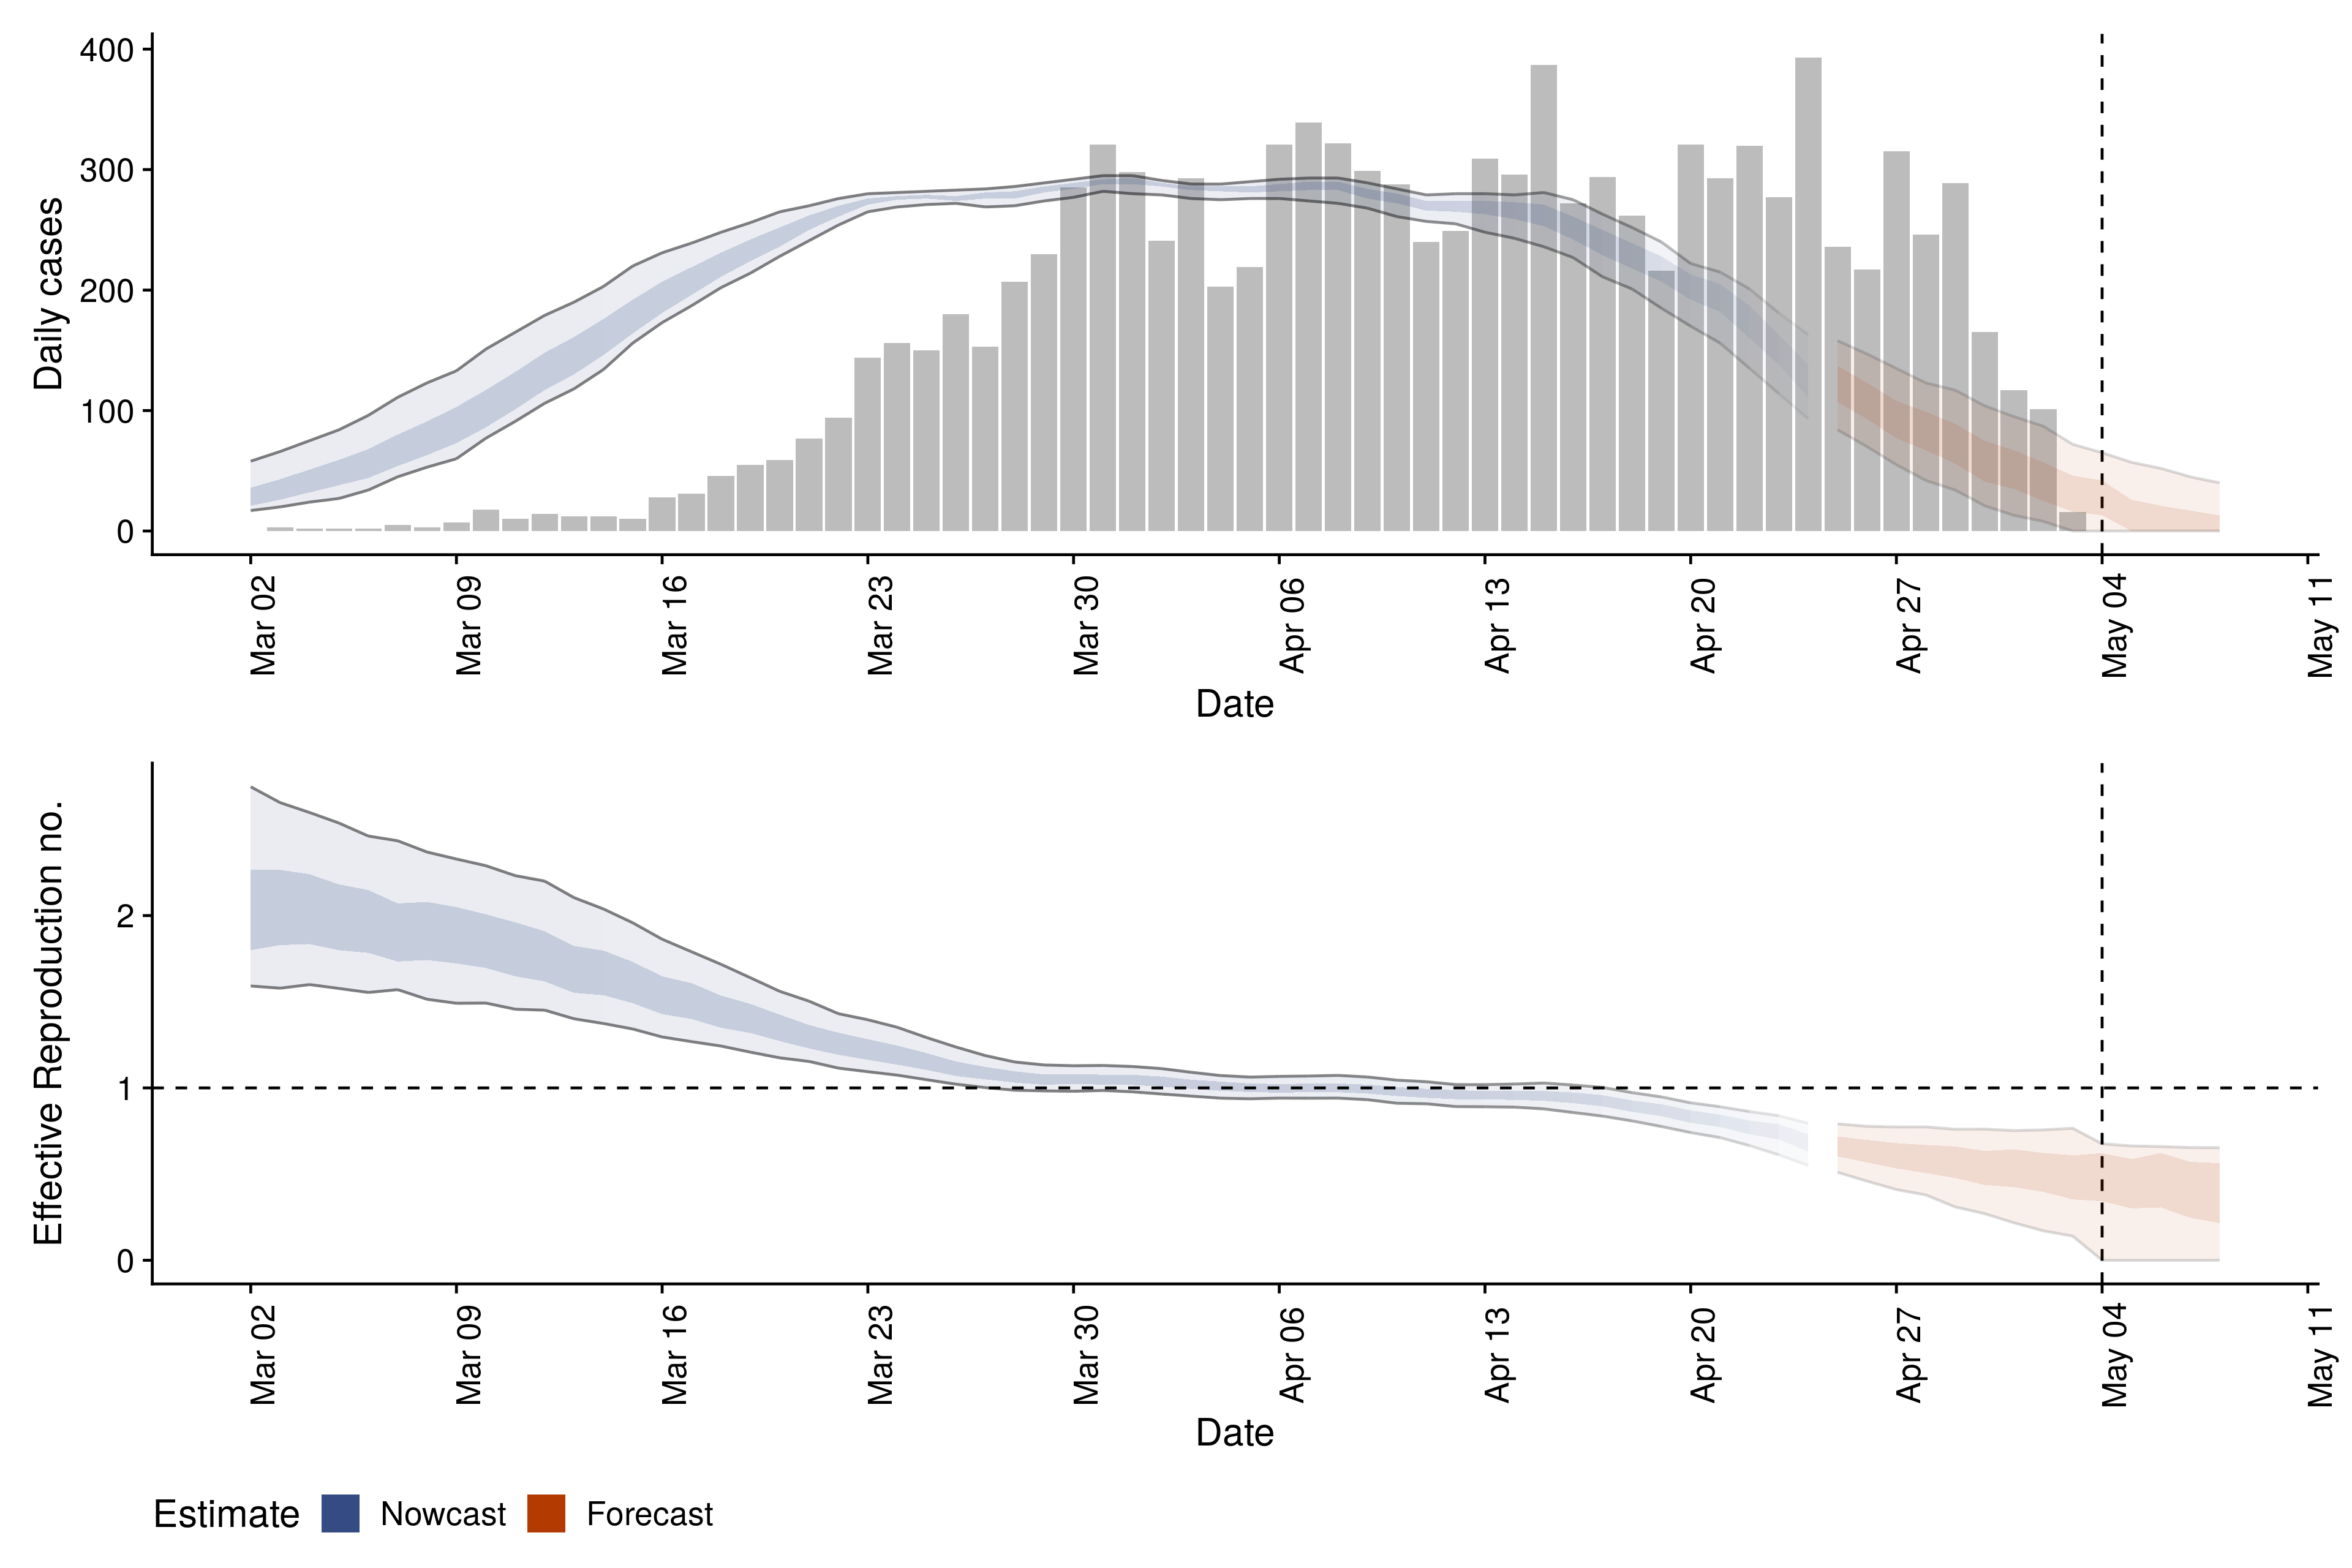 400
300
200
100
0
Daily cases
Mar 02 Mar 09 Mar 16 Mar 23 Mar 30 Apr 06 Apr 13 Apr 20 Apr 27 May 04 May 11
Date
2
1
0
Effective Reproduction no.
Mar 02 Mar 09 Mar 16 Mar 23 Mar 30 Apr 06 Apr 13 Apr 20 Apr 27 May 04 May 11
Date
Estimate Nowcast Forecast